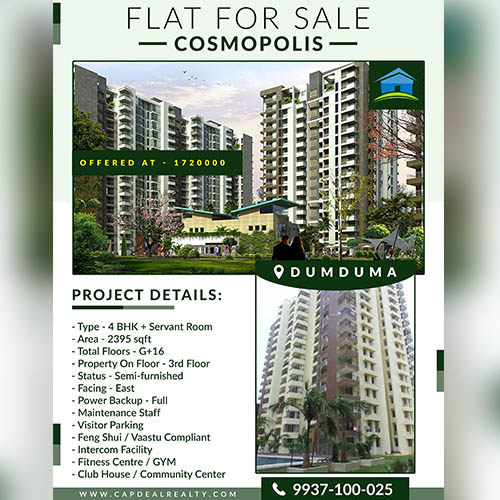 FLAT FOR SALE
COSMOPOLIS
OFFERED AT - 1720000
DUMDUMA
PROJECT DETAILS:
- Type - 4 BHK + Servant Room
- Area - 2395 sqft
- Total Floors - G+16
- Property On Floor - 3rd Floor
- Status - Semi-furnished
- Facing - East
- Power Backup - Full
- Maintenance Staff
- Visitor Parking
- Feng Shui / Vaastu Compliant
- Intercom Facility
- Fitness Centre / GYM
- Club House / Community Center
WWW.CAPDEALREALTY.COM
9937-100-025